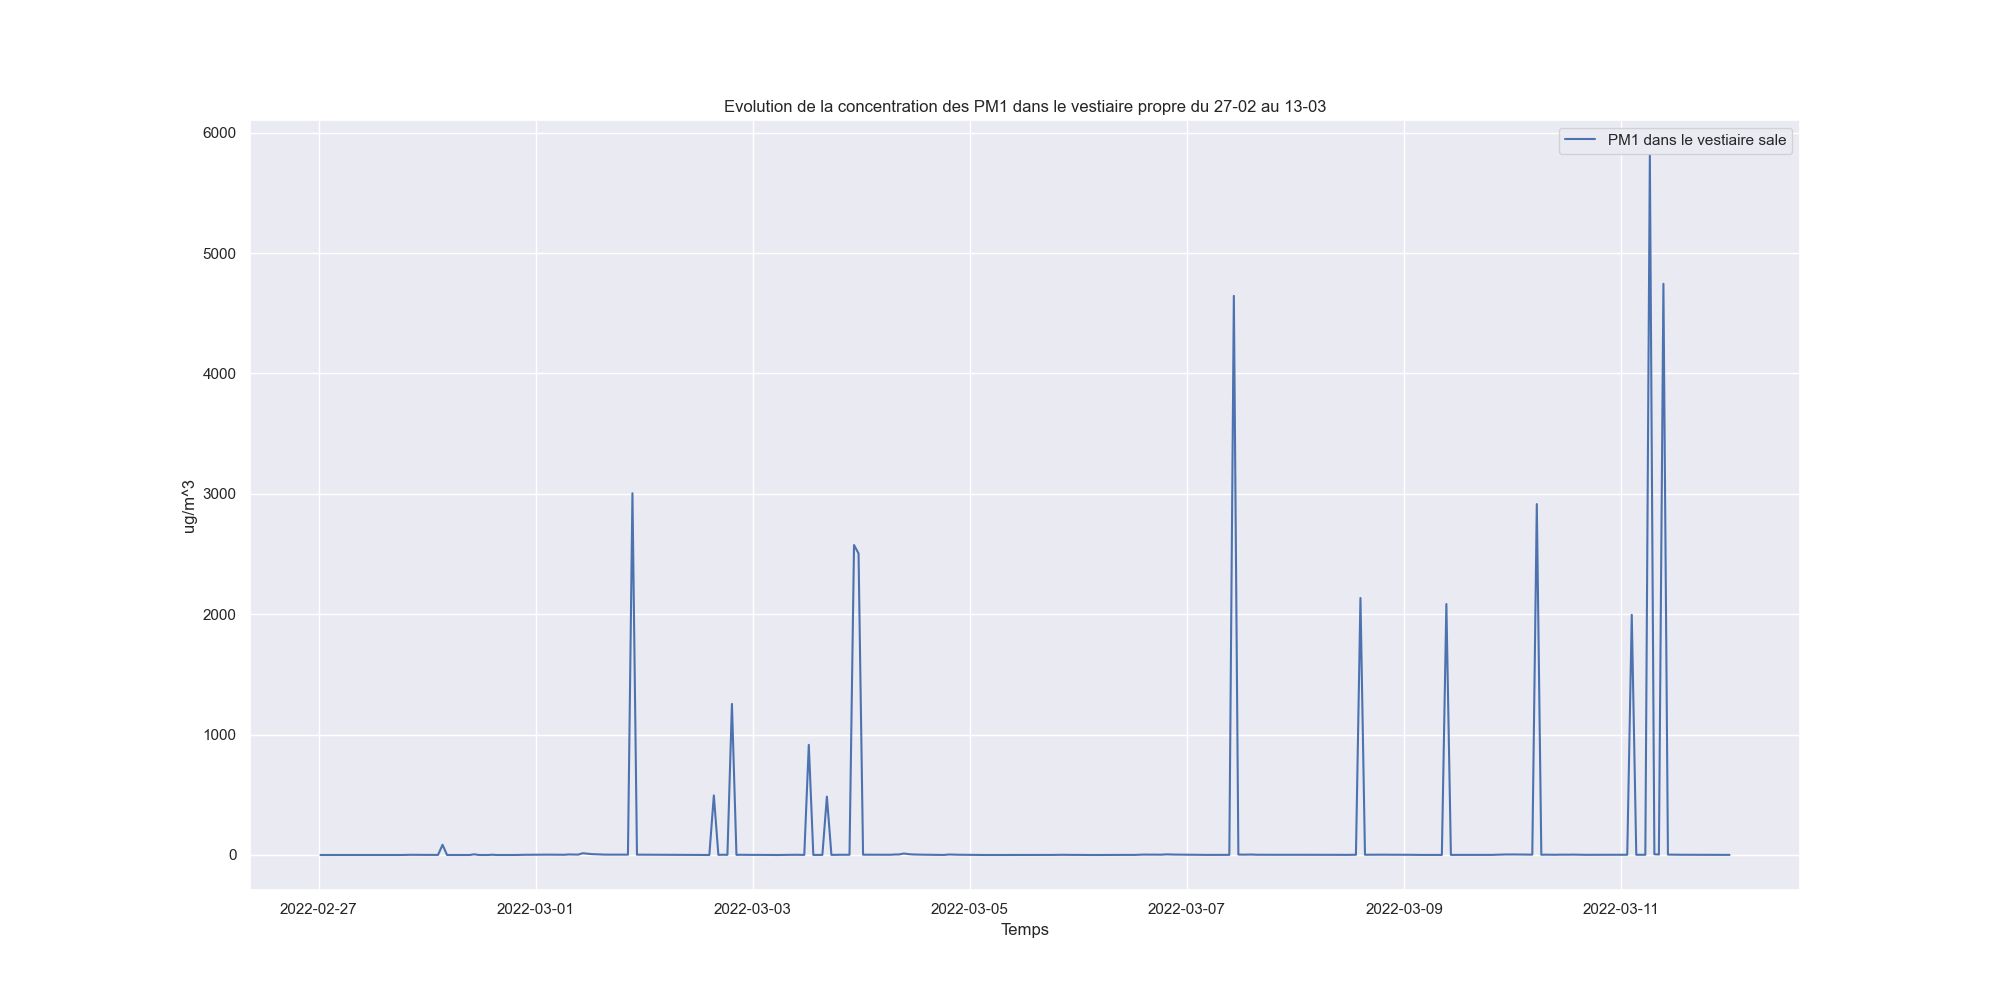 Evolution de la concentration des PM1 dans le vestiaire propre du 27-02 au 13-03
PM1 dans le vestiaire sale
6000
5000
4000
3000
2000
1000
0
ug/m^3
2022-02-27 2022-03-01 2022-03-03 2022-03-05 2022-03-07 2022-03-09 2022-03-11
Temps